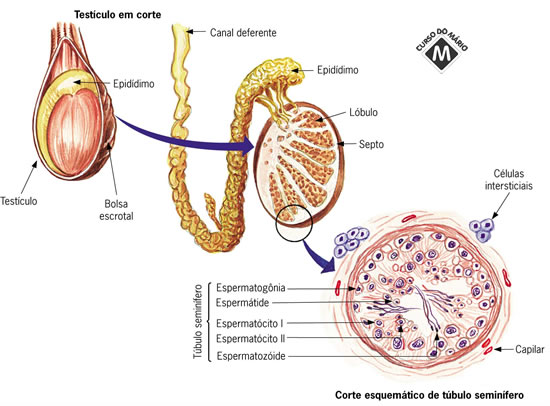 Testículo em corte
Canal deferente
CURSO DO MÁRIO
M
Epidídimo
Epidídimo
Lóbulo
Septo
Testículo
Bolsa
escrotal
Células
intersticiais
Túbulo seminífero
Espermatogônia
Espermátide
Espermatócito I
Espermatócito II
Espermatozóide
Capilar
Corte esquemático de túbulo seminífero